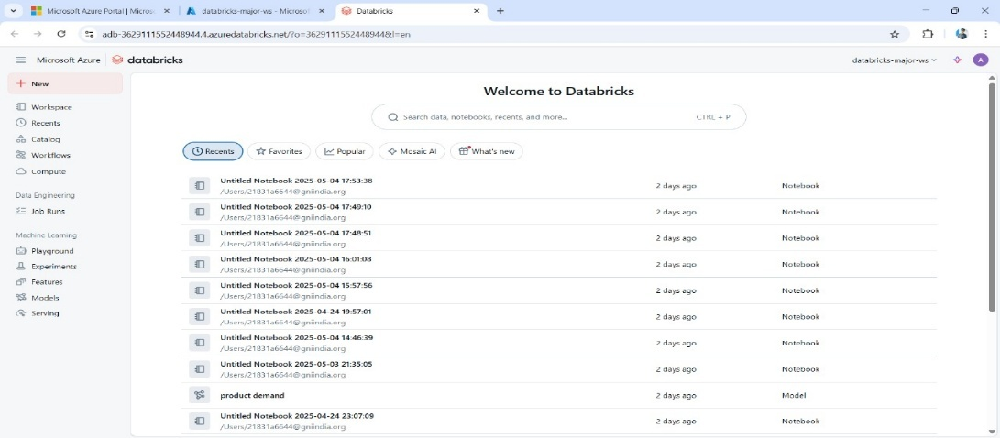 Microsoft Azure Portal | Micros
databricks-major-ws – Microsof
Databricks
adb-3629111552448944.4.azuredatabricks.net/?o=3629111552448944&l=en
Microsoft Azure
databricks
databricks-major-ws
A
New
Workspace
Recents
Catalog
Workflows
Compute
Data Engineering
Job Runs
Machine Learning
Playground
Experiments
Features
Models
Serving
Welcome to Databricks
Search data, notebooks, recents, and more... CTRL + P
Recents Favorites Popular Mosaic AI What's new
Untitled Notebook 2025-05-04 17:53:38
/Users/21831a6644@gniindia.org
2 days ago Notebook
Untitled Notebook 2025-05-04 17:49:10
/Users/21831a6644@gniindia.org
2 days ago Notebook
Untitled Notebook 2025-05-04 17:48:51
/Users/21831a6644@gniindia.org
2 days ago Notebook
Untitled Notebook 2025-05-04 16:01:08
/Users/21831a6644@gniindia.org
2 days ago Notebook
Untitled Notebook 2025-05-04 15:57:56
/Users/21831a6644@gniindia.org
2 days ago Notebook
Untitled Notebook 2025-04-24 19:57:01
/Users/21831a6644@gniindia.org
2 days ago Notebook
Untitled Notebook 2025-05-04 14:46:39
/Users/21831a6644@gniindia.org
2 days ago Notebook
Untitled Notebook 2025-05-03 21:35:05
/Users/21831a6644@gniindia.org
2 days ago Notebook
product demand
2 days ago Model
Untitled Notebook 2025-04-24 23:07:09
/Users/21831a6644@gniindia.org
2 days ago Notebook